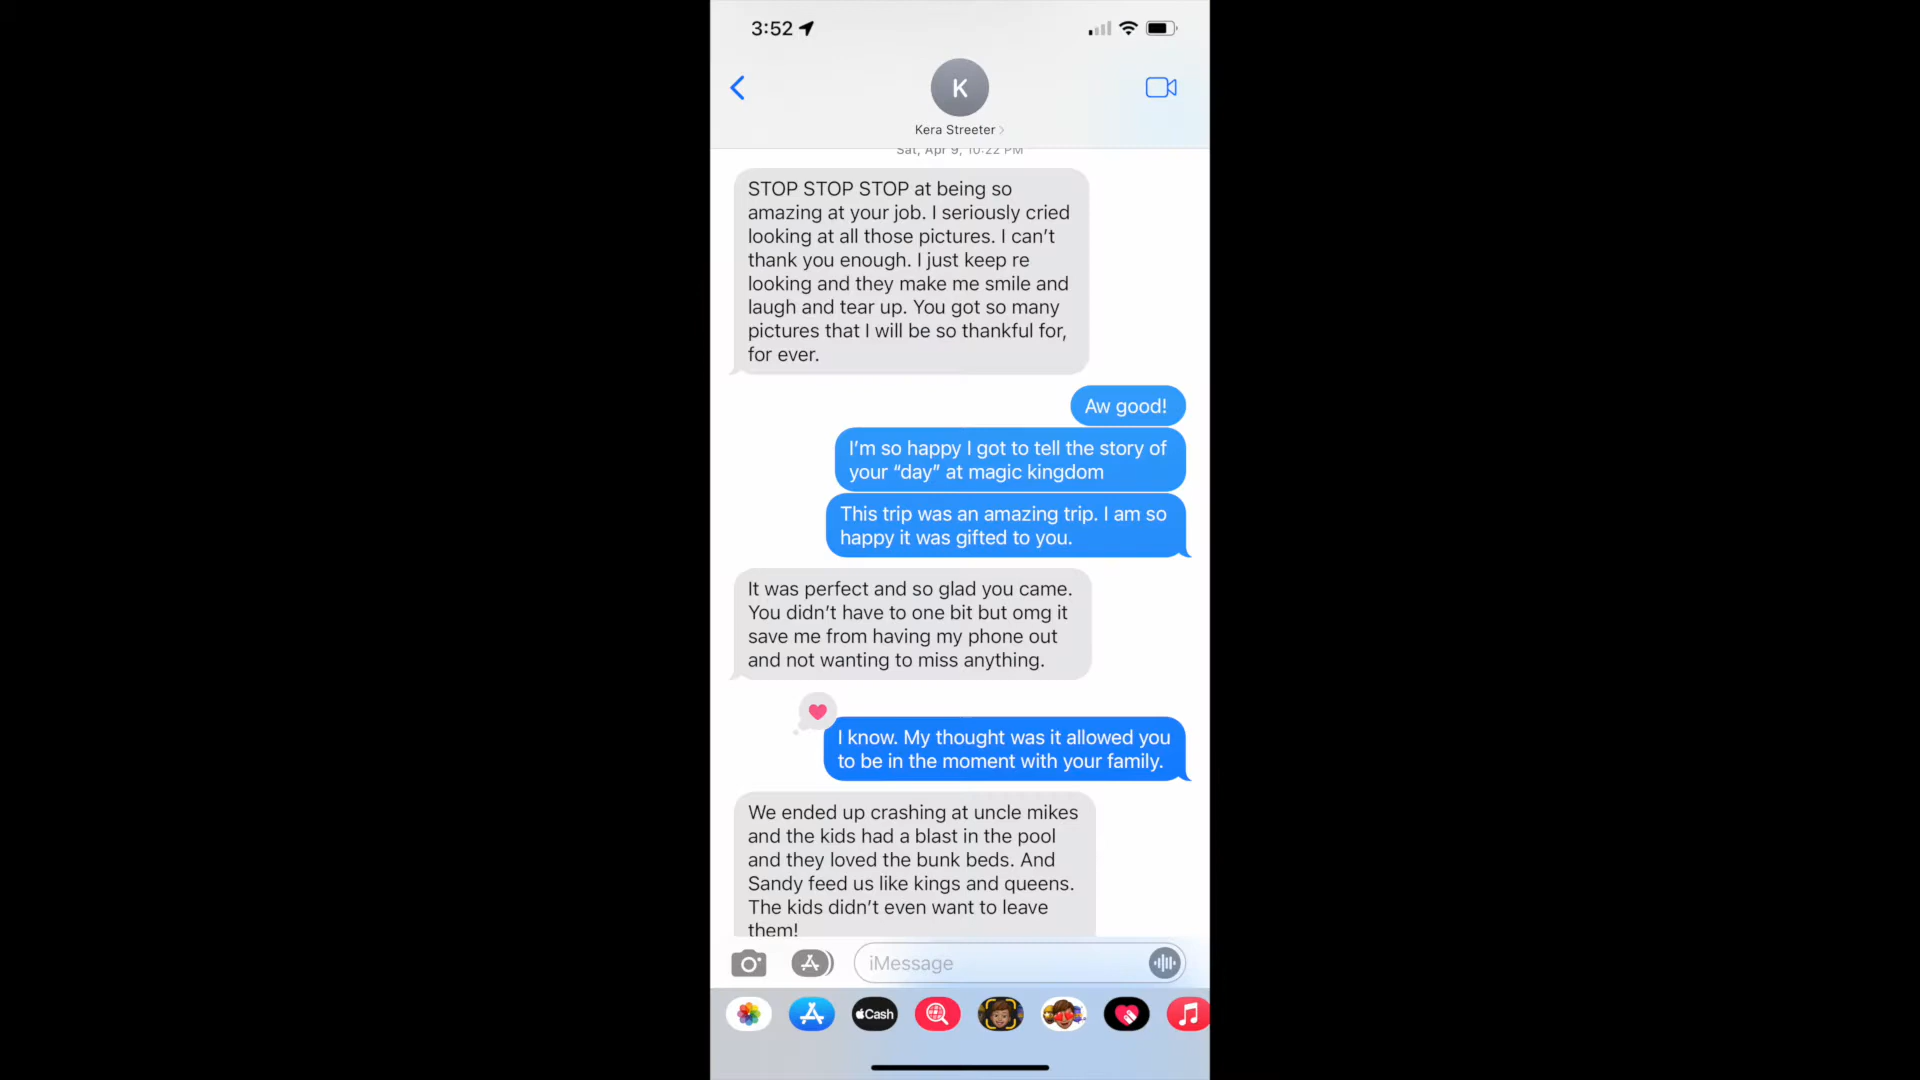 3:52
K
Kera Streeter
Sat, Apr 9, 10:22 PM
STOP STOP STOP at being so
amazing at your job. I seriously cried
looking at all those pictures. I can’t
thank you enough. I just keep re
looking and they make me smile and
laugh and tear up. You got so many
pictures that I will be so thankful for,
for ever.
Aw good!
I’m so happy I got to tell the story of
your “day” at magic kingdom
This trip was an amazing trip. I am so
happy it was gifted to you.
It was perfect and so glad you came.
You didn’t have to one bit but omg it
save me from having my phone out
and not wanting to miss anything.
I know. My thought was it allowed you
to be in the moment with your family.
We ended up crashing at uncle mikes
and the kids had a blast in the pool
and they loved the bunk beds. And
Sandy feed us like kings and queens.
The kids didn’t even want to leave
them!
iMessage
Cash